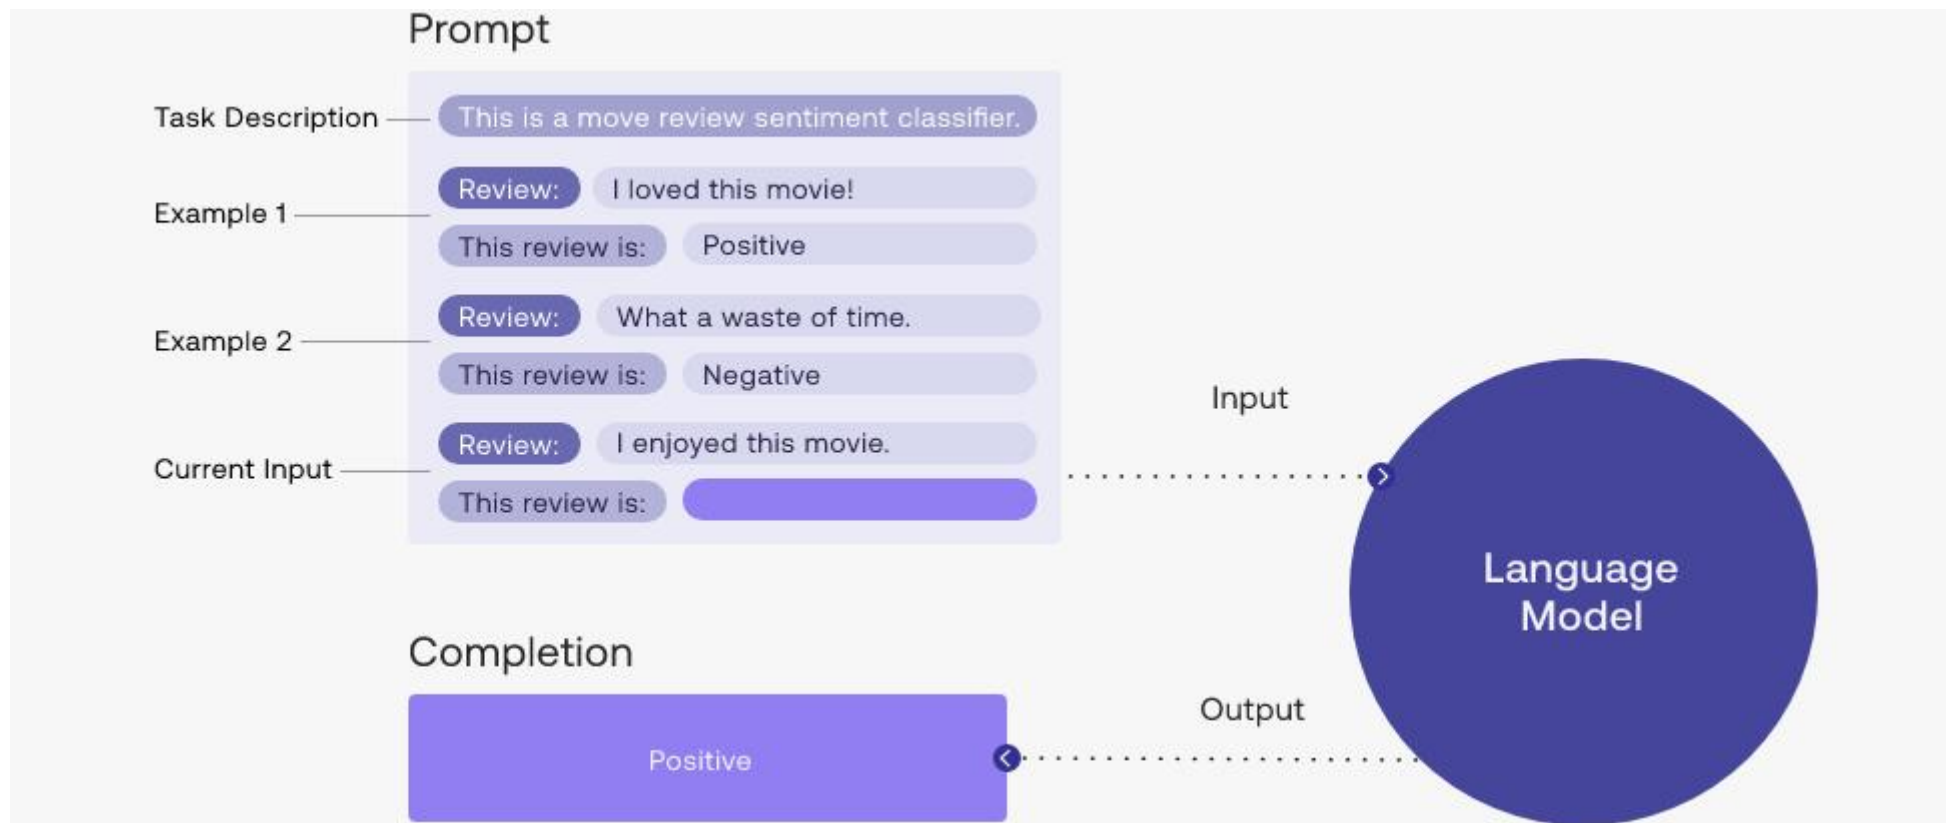 Prompt
Task Description
This is a move review sentiment classifier.
Example 1
Review: I loved this movie!
This review is: Positive
Example 2
Review: What a waste of time.
This review is: Negative
Current Input
Review: I enjoyed this movie.
This review is:
Input
Language
Model
Completion
Positive
Output